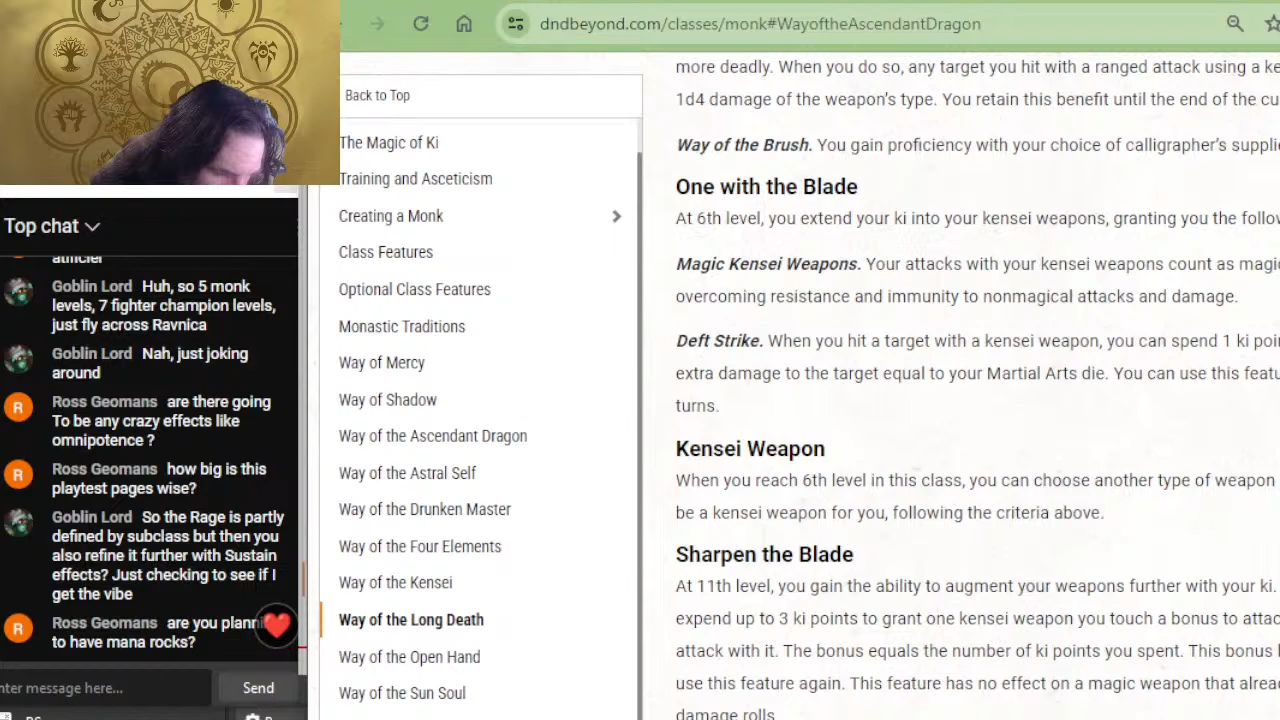 dndbeyond.com/classes/monk#WayoftheAscendantDragon
Back to Top
The Magic of Ki
Training and Asceticism
Creating a Monk
Class Features
Optional Class Features
Monastic Traditions
Way of Mercy
Way of Shadow
Way of the Ascendant Dragon
Way of the Astral Self
Way of the Drunken Master
Way of the Four Elements
Way of the Kensei
Way of the Long Death
Way of the Open Hand
Way of the Sun Soul
more deadly. When you do so, any target you hit with a ranged attack using a ke
1d4 damage of the weapon's type. You retain this benefit until the end of the cu
Way of the Brush. You gain proficiency with your choice of calligrapher's supplie
One with the Blade
At 6th level, you extend your ki into your kensei weapons, granting you the follow
Magic Kensei Weapons. Your attacks with your kensei weapons count as magic
overcoming resistance and immunity to nonmagical attacks and damage.
Deft Strike. When you hit a target with a kensei weapon, you can spend 1 ki poin
extra damage to the target equal to your Martial Arts die. You can use this featu
turns.
Kensei Weapon
When you reach 6th level in this class, you can choose another type of weapon
be a kensei weapon for you, following the criteria above.
Sharpen the Blade
At 11th level, you gain the ability to augment your weapons further with your ki.
expend up to 3 ki points to grant one kensei weapon you touch a bonus to attac
attack with it. The bonus equals the number of ki points you spent. This bonus l
use this feature again. This feature has no effect on a magic weapon that alrea
damage rolls
Top chat
artificer
Goblin Lord Huh, so 5 monk
levels, 7 fighter champion levels,
just fly across Ravnica
Goblin Lord Nah, just joking
around
Ross Geomans are there going
To be any crazy effects like
omnipotence ?
Ross Geomans how big is this
playtest pages wise?
Goblin Lord So the Rage is partly
defined by subclass but then you
also refine it further with Sustain
effects? Just checking to see if I
get the vibe
Ross Geomans are you planni
to have mana rocks?
nter message here...
Send